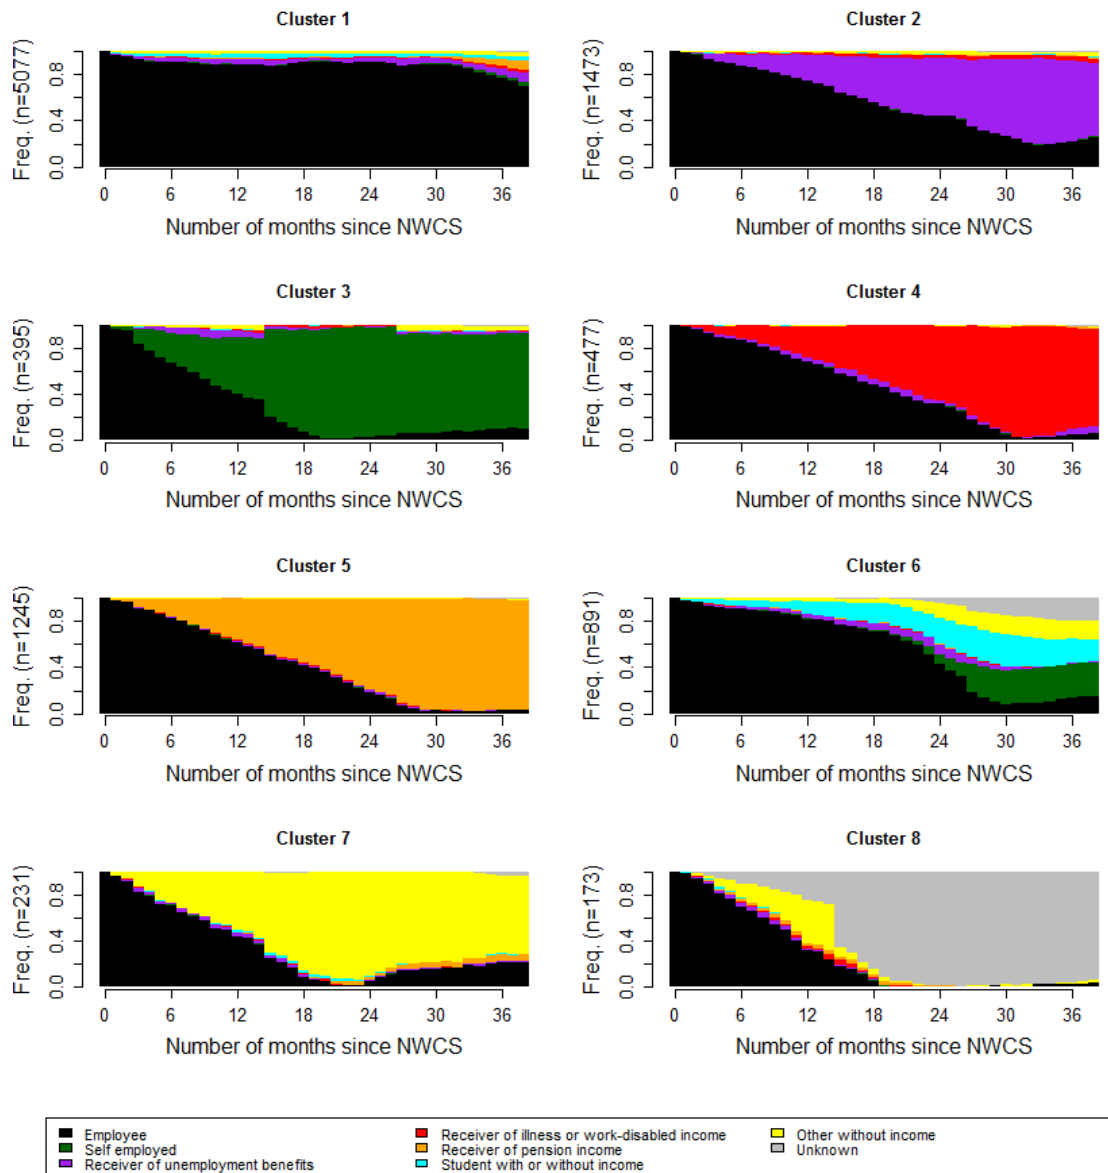 Cluster 1
Cluster 2
Freq. (n=5077)
0.0 0.4 0.8
0 6 12 18 24 30 36
Number of months since NWCS
Freq. (n=1473)
0.0 0.4 0.8
0 6 12 18 24 30 36
Number of months since NWCS
Cluster 3
Cluster 4
Freq. (n=395)
0.0 0.4 0.8
0 6 12 18 24 30 36
Number of months since NWCS
Freq. (n=477)
0.0 0.4 0.8
0 6 12 18 24 30 36
Number of months since NWCS
Cluster 5
Cluster 6
Freq. (n=1245)
0.0 0.4 0.8
0 6 12 18 24 30 36
Number of months since NWCS
Freq. (n=891)
0.0 0.4 0.8
0 6 12 18 24 30 36
Number of months since NWCS
Cluster 7
Cluster 8
Freq. (n=231)
0.0 0.4 0.8
0 6 12 18 24 30 36
Number of months since NWCS
Freq. (n=173)
0.0 0.4 0.8
0 6 12 18 24 30 36
Number of months since NWCS
Employee
Self employed
Receiver of unemployment benefits
Receiver of illness or work-disabled income
Receiver of pension income
Student with or without income
Other without income
Unknown